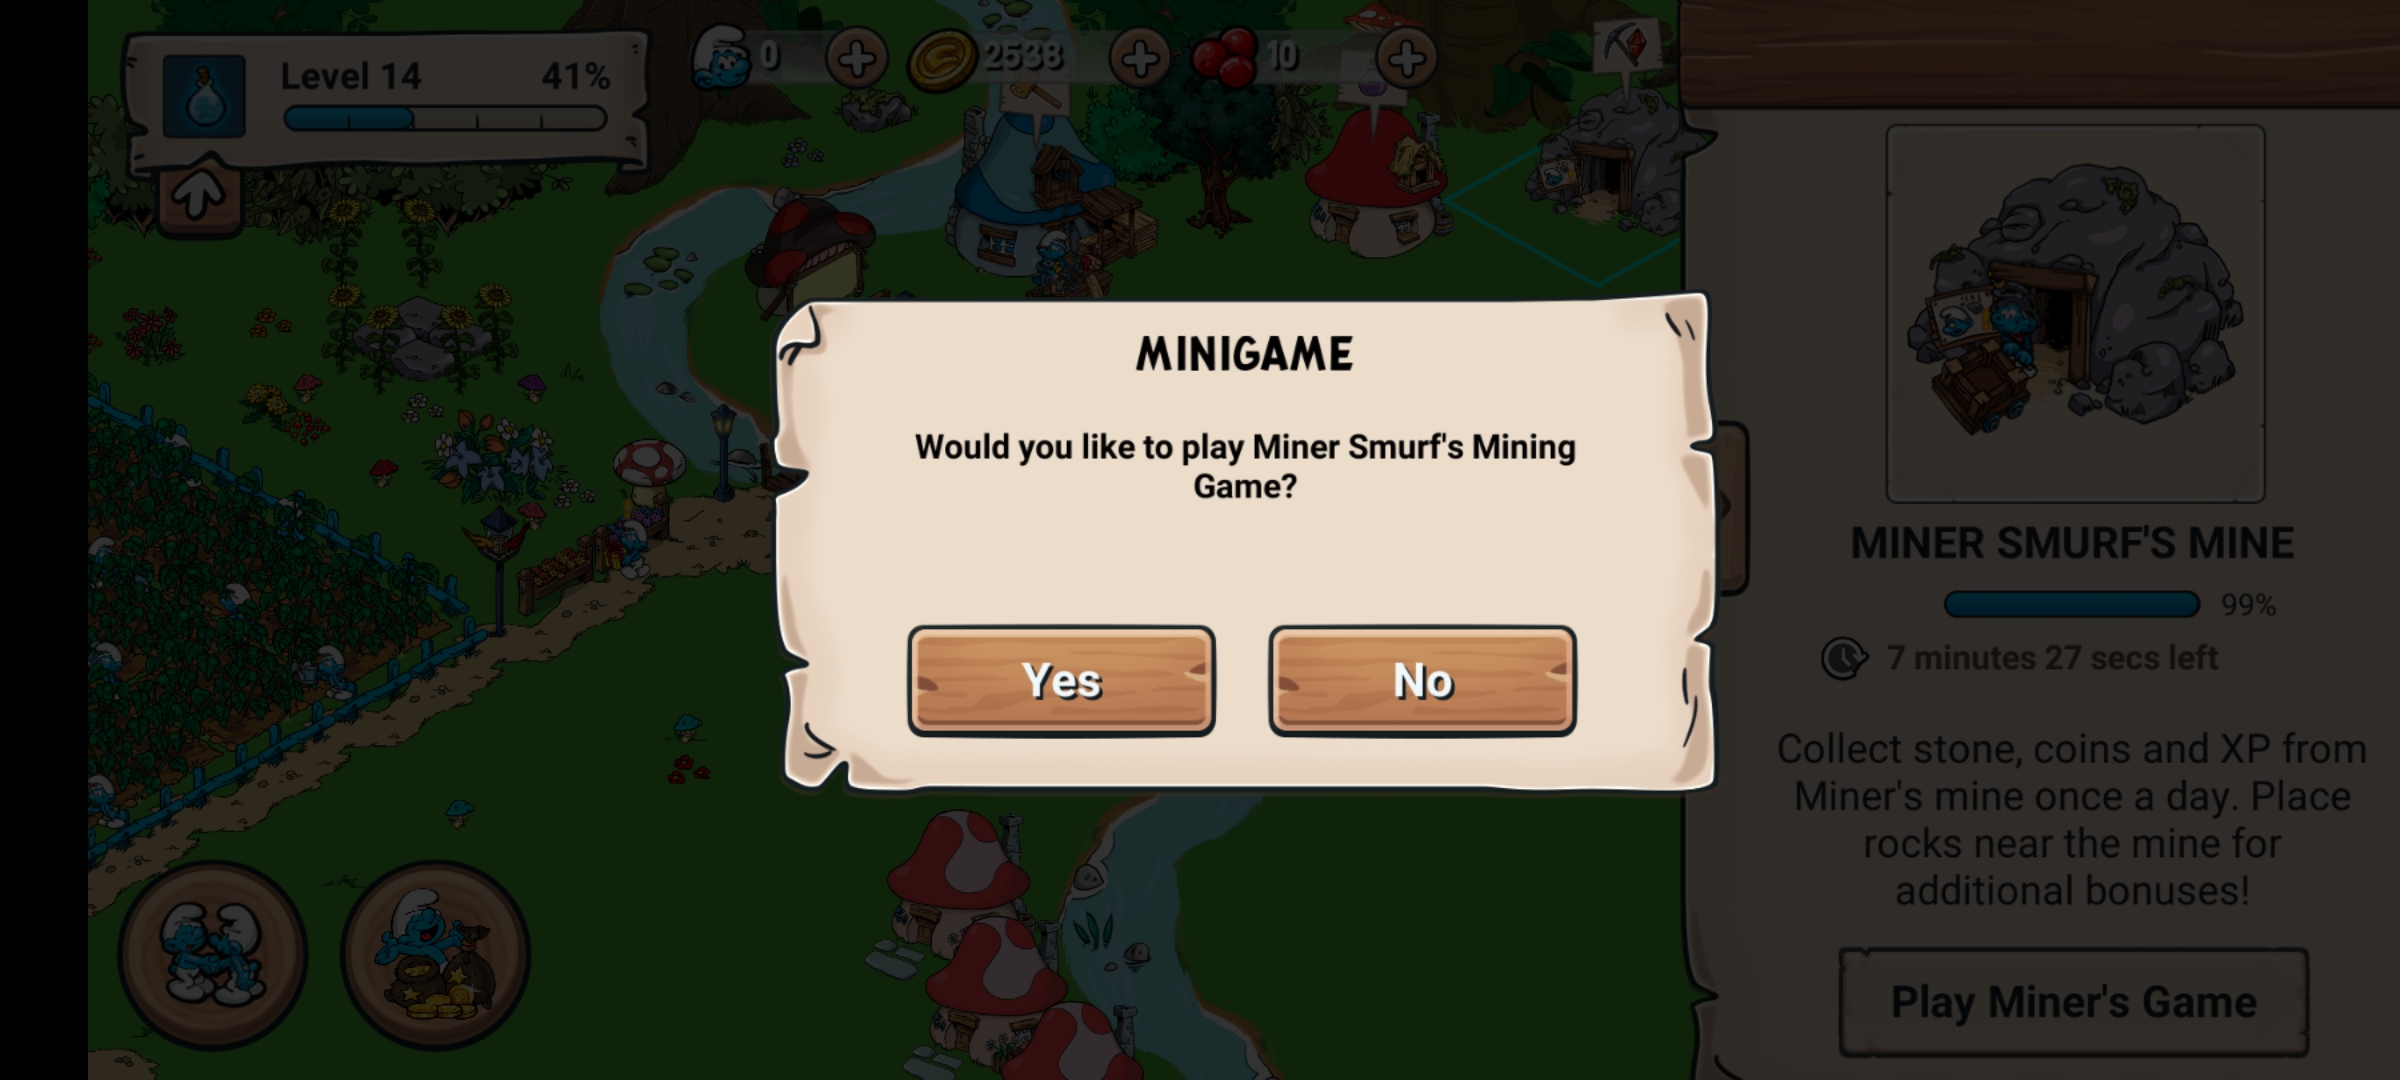 Level 14
41%
0
2538
10
MINIGAME
Would you like to play Miner Smurf's Mining
Game?
Yes
No
MINER SMURF'S MINE
99%
7 minutes 27 secs left
Collect stone, coins and XP from
Miner's mine once a day. Place
rocks near the mine for
additional bonuses!
Play Miner's Game